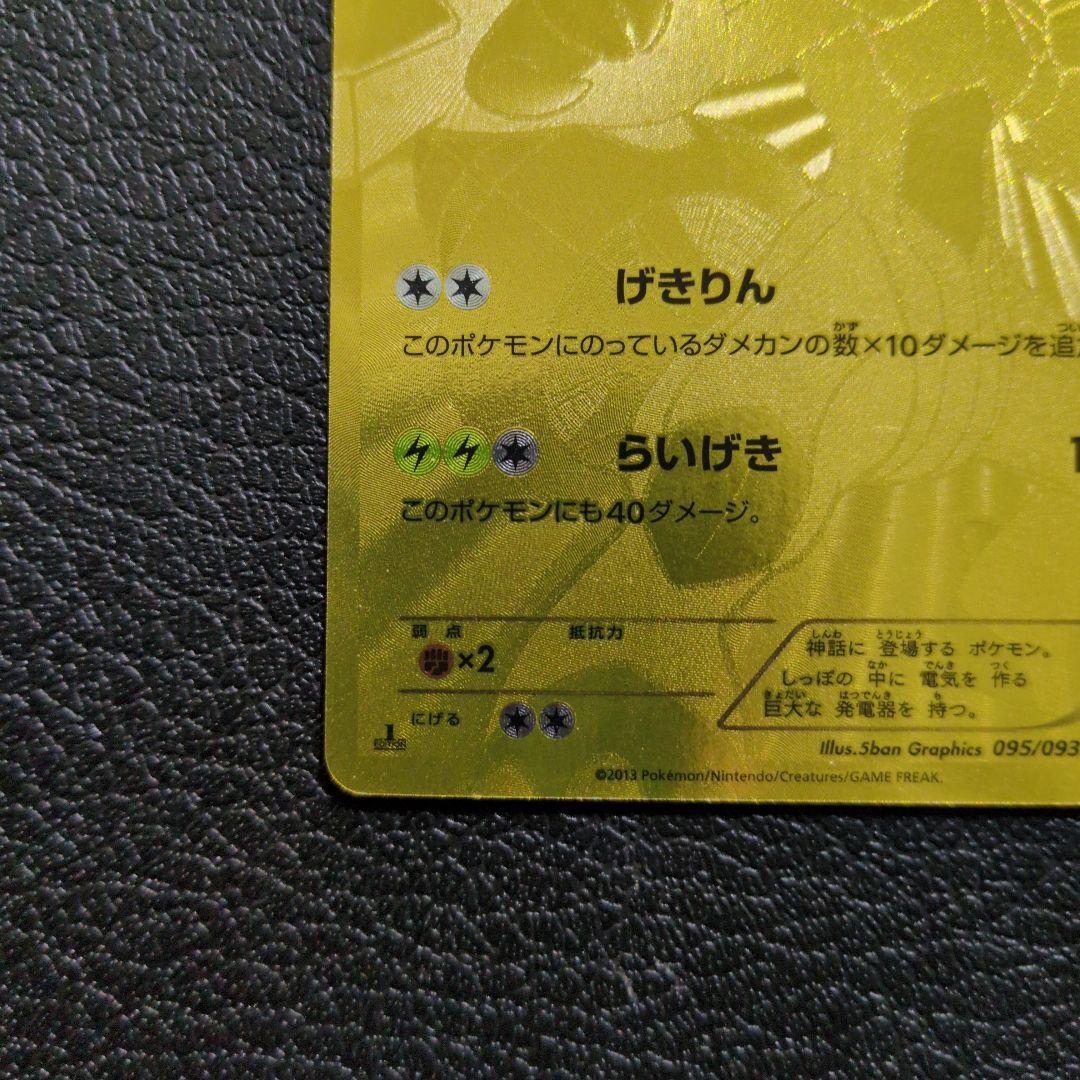 げきりん
このポケモンにのっているダメカンの数×10ダメージを追
らいげき 1
このポケモンにも40ダメージ。
弱 点 抵抗力
×2
にげる
神話に 登場する ポケモン。
しっぽの 中に 電気を 作る
巨大な 発電器を 持つ。
1
EDITION
Illus.5ban Graphics 095/093
©2013 Pokémon/Nintendo/Creatures/GAME FREAK.